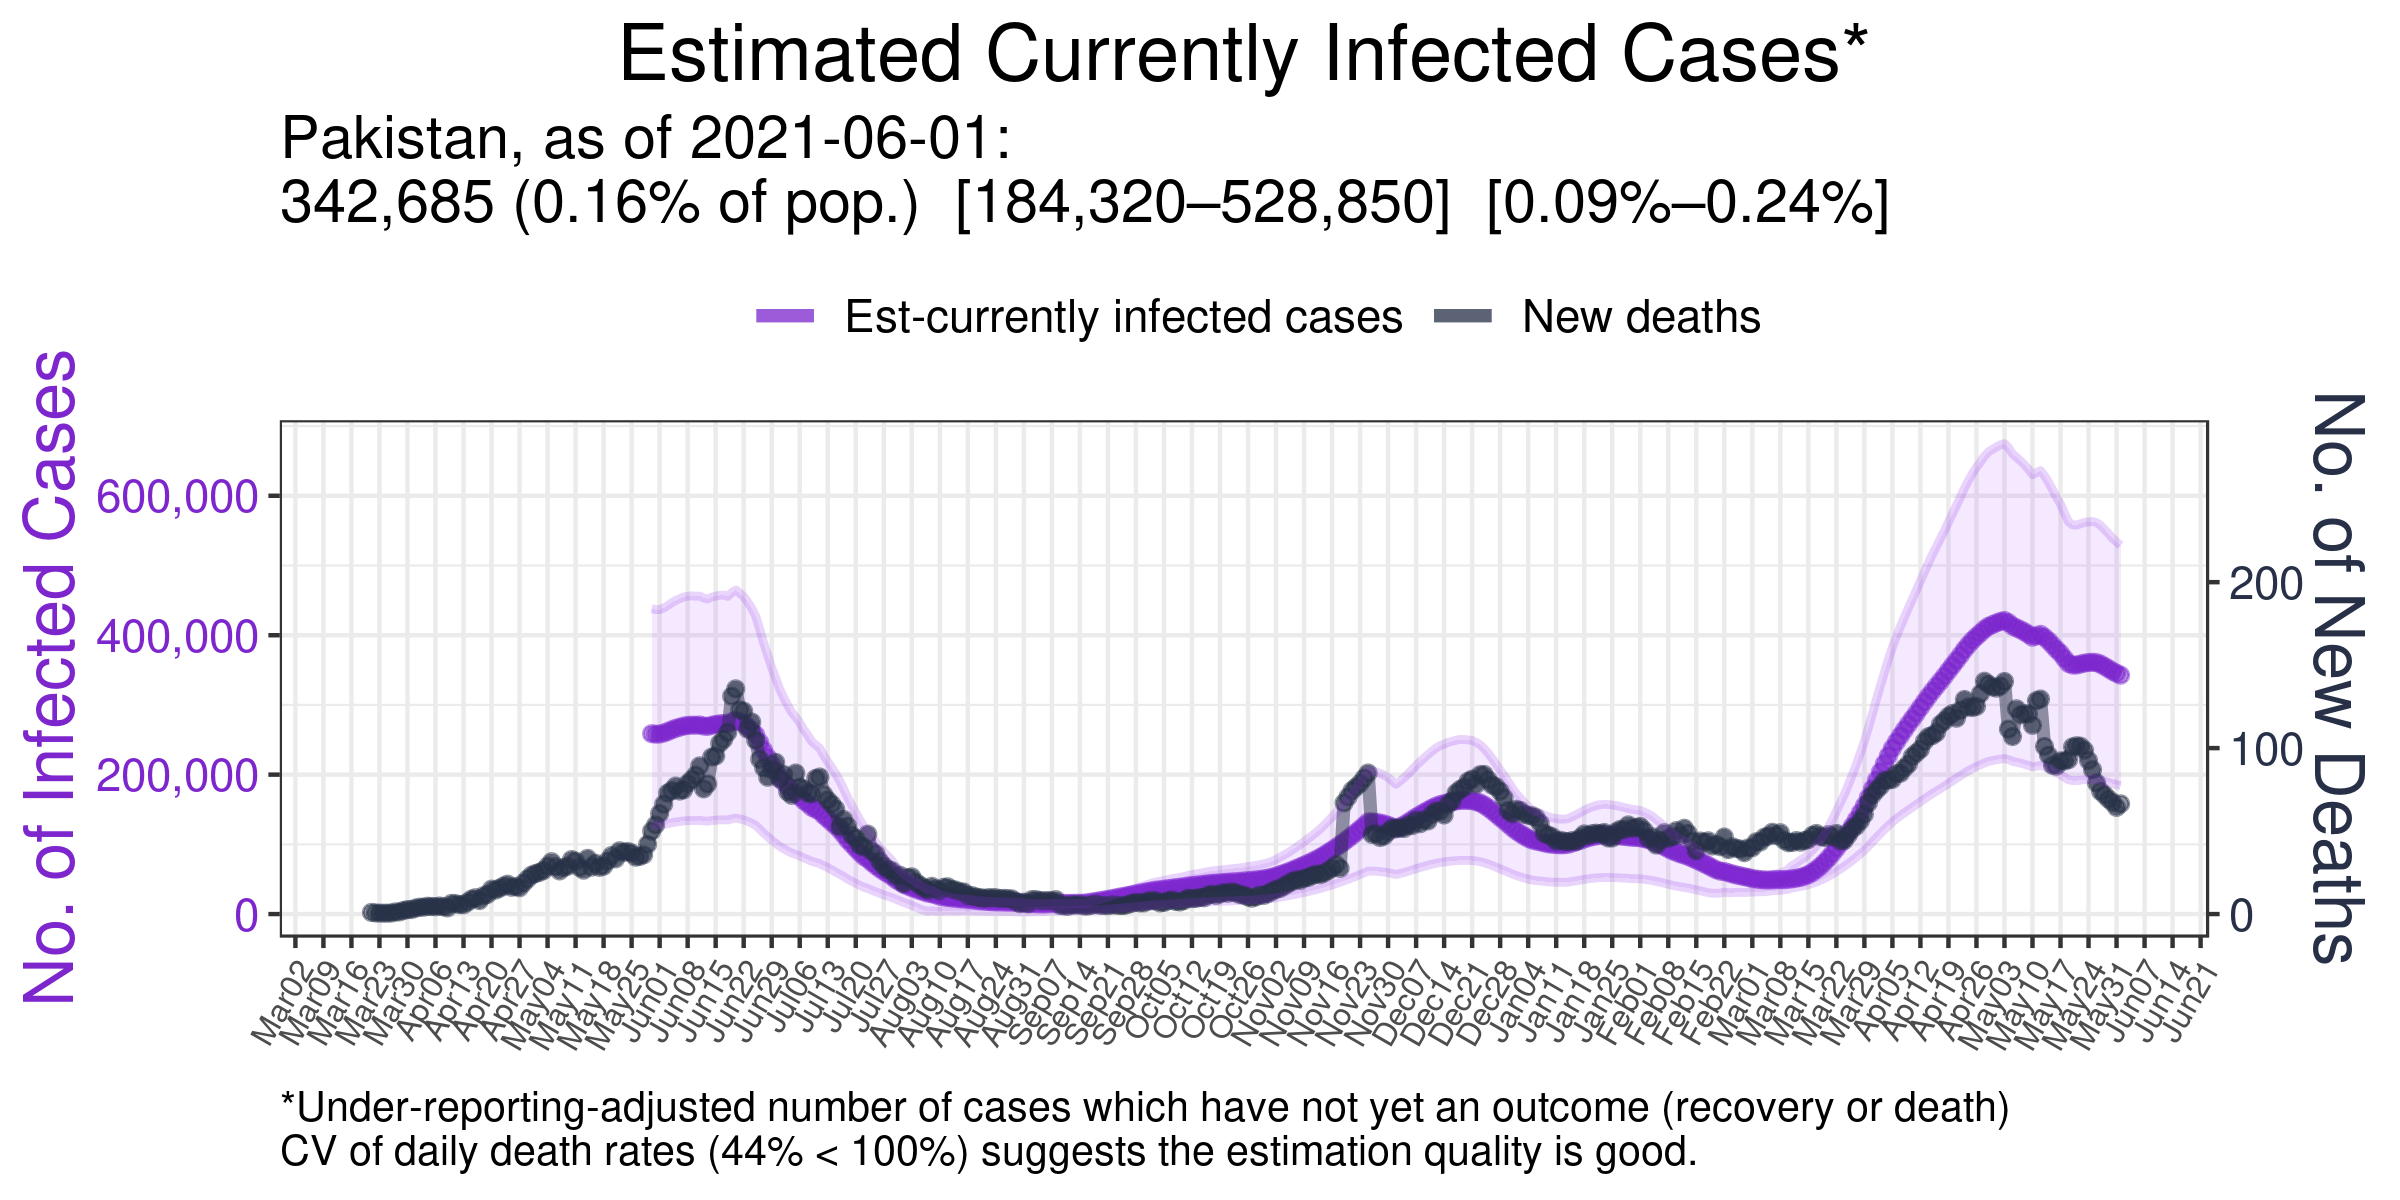 Estimated Currently Infected Cases*
Pakistan, as of 2021-06-01:
342,685 (0.16% of pop.)  [184,320–528,850]  [0.09%–0.24%]
Est-currently infected cases
New deaths
No. of Infected Cases
600,000
400,000
200,000
0
No. of New Deaths
200
100
0
Mar02
Mar09
Mar16
Mar23
Mar30
Apr06
Apr13
Apr20
Apr27
May04
May11
May18
May25
Jun01
Jun08
Jun15
Jun22
Jun29
Jul06
Jul13
Jul20
Jul27
Aug03
Aug10
Aug17
Aug24
Aug31
Sep07
Sep14
Sep21
Sep28
Oct05
Oct12
Oct19
Oct26
Nov02
Nov09
Nov16
Nov23
Nov30
Dec07
Dec14
Dec21
Dec28
Jan04
Jan11
Jan18
Jan25
Feb01
Feb08
Feb15
Feb22
Mar01
Mar08
Mar15
Mar22
Mar29
Apr05
Apr12
Apr19
Apr26
May03
May10
May17
May24
May31
Jun07
Jun14
Jun21
*Under-reporting-adjusted number of cases which have not yet an outcome (recovery or death)
CV of daily death rates (44% < 100%) suggests the estimation quality is good.